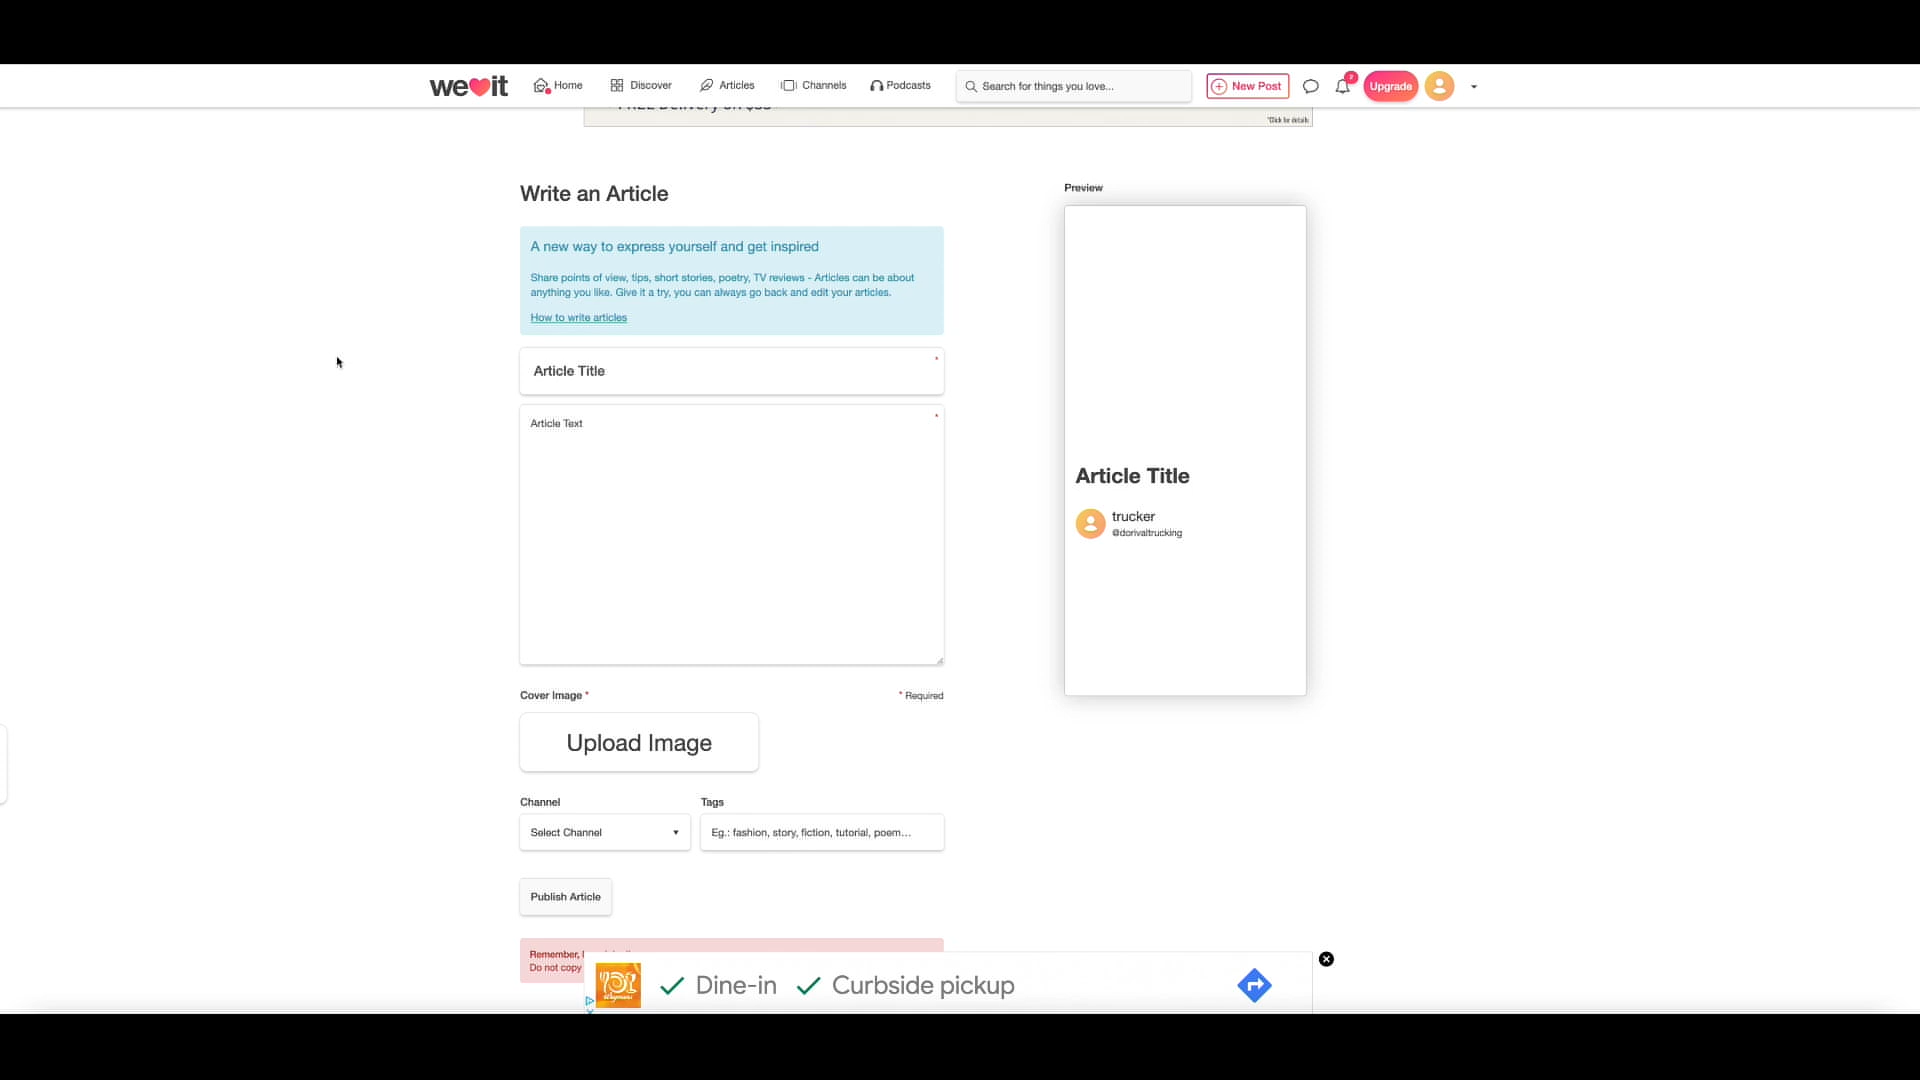 we it
Home
Discover
Articles
Channels
Podcasts
Search for things you love...
New Post
Upgrade
*Click for details
Write an Article
A new way to express yourself and get inspired
Share points of view, tips, short stories, poetry, TV reviews - Articles can be about
anything you like. Give it a try, you can always go back and edit your articles.
How to write articles
Article Title *
Article Text *
Cover Image *
* Required
Upload Image
Channel
Select Channel
Tags
Eg.: fashion, story, fiction, tutorial, poem...
Publish Article
Remember,
Do not copy
Dine-in
Curbside pickup
Preview
Article Title
trucker
@dorivaltrucking